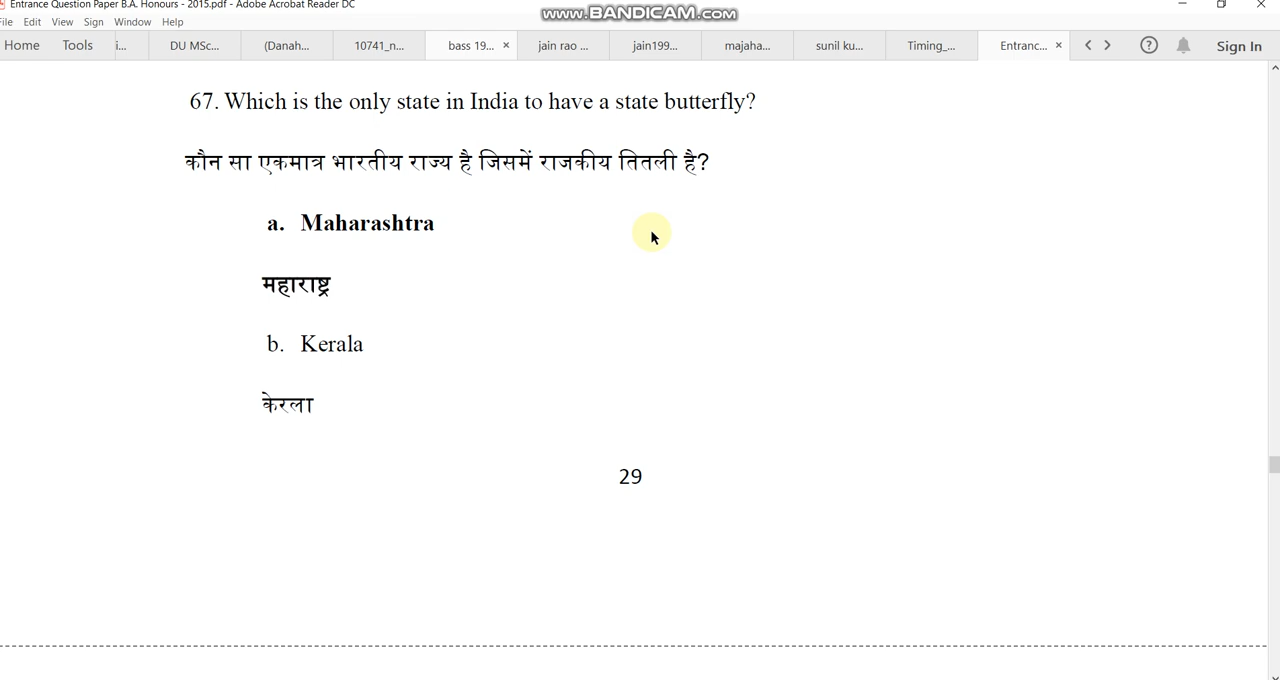 Entrance Question Paper B.A. Honours - 2015.pdf - Adobe Acrobat Reader DC
www.BANDICAM.com
File Edit View Sign Window Help
Home Tools i... DU MSc... (Danah... 10741_n... bass 19... × jain rao ... jain199... majaha... sunil ku... Timing_... Entranc... × Sign In
67. Which is the only state in India to have a state butterfly?
कौन सा एकमात्र भारतीय राज्य है जिसमें राजकीय तितली है?
a. Maharashtra
महाराष्ट्र
b. Kerala
केरला
29